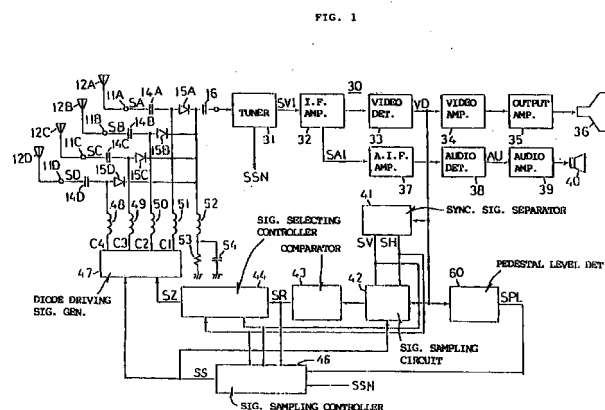 FIG. 1
12A
11A
SA
14A
15A
16
12B
11B
SB
14B
15B
12C
11C
SC
14C
15C
12D
11D
SD
14D
15D
30
TUNER
31
SSN
SVI
I.F. AMP.
32
SAI
VIDEO DET.
33
VD
VIDEO AMP.
34
OUTPUT AMP.
35
36
A.I.F. AMP.
37
AUDIO DET.
38
AU
AUDIO AMP.
39
40
41
SYNC. SIG. SEPARATOR
SV
SH
48
49
50
51
52
53
54
C4
C3
C2
C1
47
DIODE DRIVING SIG. GEN.
SIG. SELECTING CONTROLLER
SZ
44
SR
COMPARATOR
43
42
SIG. SAMPLING CIRCUIT
60
PEDESTAL LEVEL DET
SPL
46
SS
SSN
SIG. SAMPLING CONTROLLER